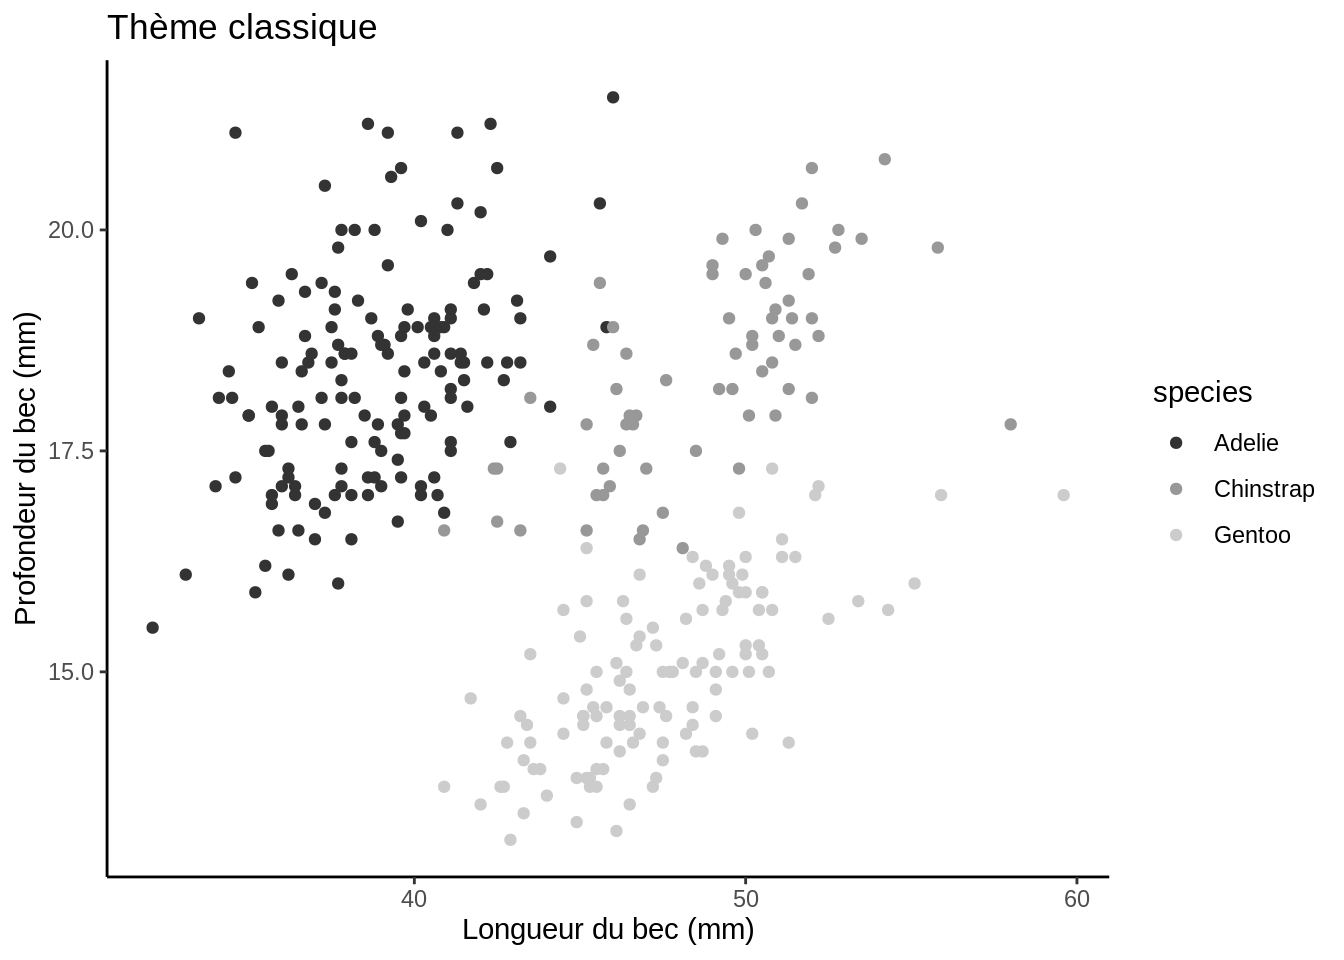 Thème classique
Profondeur du bec (mm)
20.0
17.5
15.0
40
50
60
Longueur du bec (mm)
species
Adelie
Chinstrap
Gentoo